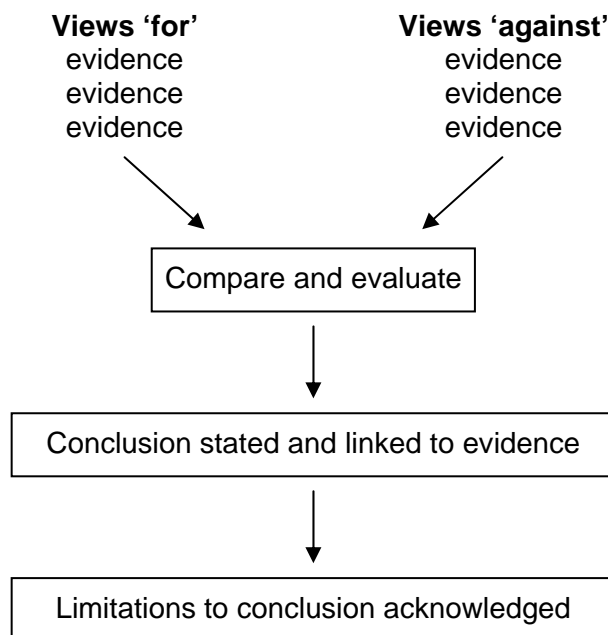 Views ‘for’
evidence
evidence
evidence
Views ‘against’
evidence
evidence
evidence
Compare and evaluate
Conclusion stated and linked to evidence
Limitations to conclusion acknowledged